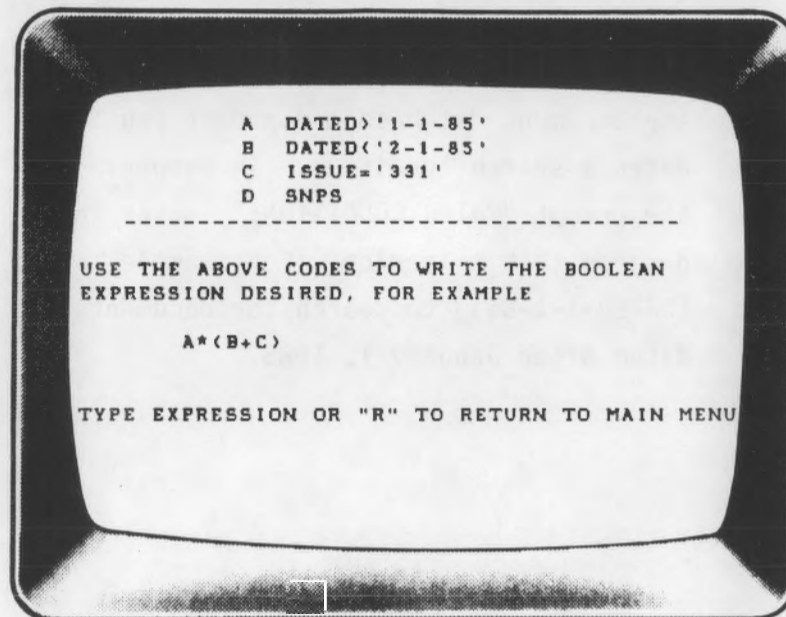 A DATED>'1-1-85'
B DATED<'2-1-85'
C ISSUE='331'
D SNPS
------------------------------
USE THE ABOVE CODES TO WRITE THE BOOLEAN
EXPRESSION DESIRED, FOR EXAMPLE
A*(B+C)
TYPE EXPRESSION OR "R" TO RETURN TO MAIN MENU